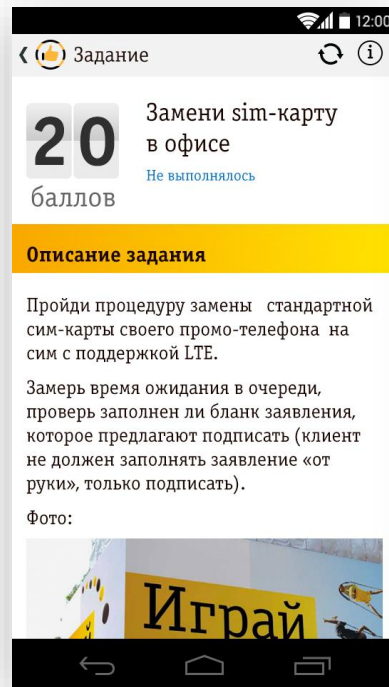 12:00
Задание
20
баллов
Замени sim-карту
в офисе
Не выполнялось
Описание задания
Пройди процедуру замены стандартной
сим-карты своего промо-телефона на
сим с поддержкой LTE.
Замерь время ожидания в очереди,
проверь заполнен ли бланк заявления,
которое предлагают подписать (клиент
не должен заполнять заявление «от
руки», только подписать).
Фото:
Играй